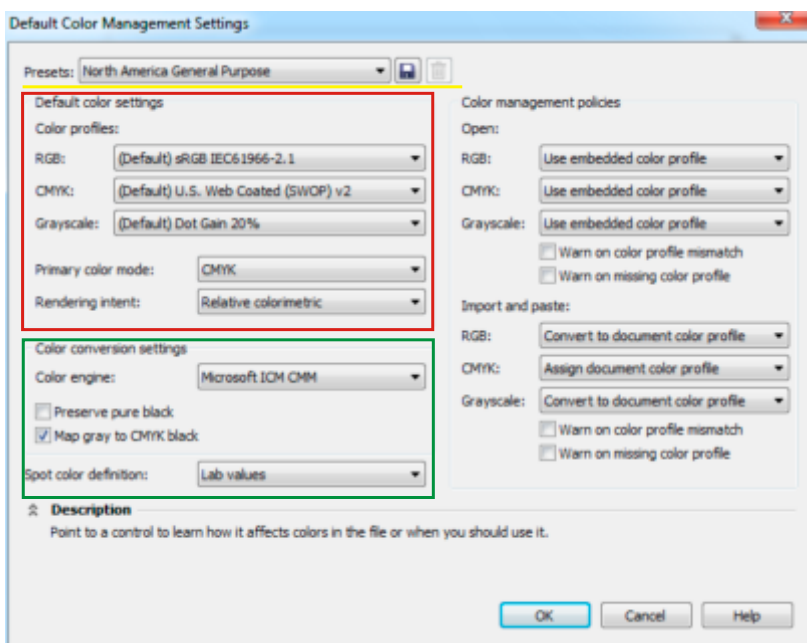 Default Color Management Settings
Presets: North America General Purpose
Default color settings
Color profiles:
RGB: (Default) sRGB IEC61966-2.1
CMYK: (Default) U.S. Web Coated (SWOP) v2
Grayscale: (Default) Dot Gain 20%
Primary color mode: CMYK
Rendering intent: Relative colorimetric
Color conversion settings
Color engine: Microsoft ICM CMM
Preserve pure black
Map gray to CMYK black
Spot color definition: Lab values
Color management policies
Open:
RGB: Use embedded color profile
CMYK: Use embedded color profile
Grayscale: Use embedded color profile
Warn on color profile mismatch
Warn on missing color profile
Import and paste:
RGB: Convert to document color profile
CMYK: Assign document color profile
Grayscale: Convert to document color profile
Warn on color profile mismatch
Warn on missing color profile
Description
Point to a control to learn how it affects colors in the file or when you should use it.
OK Cancel Help